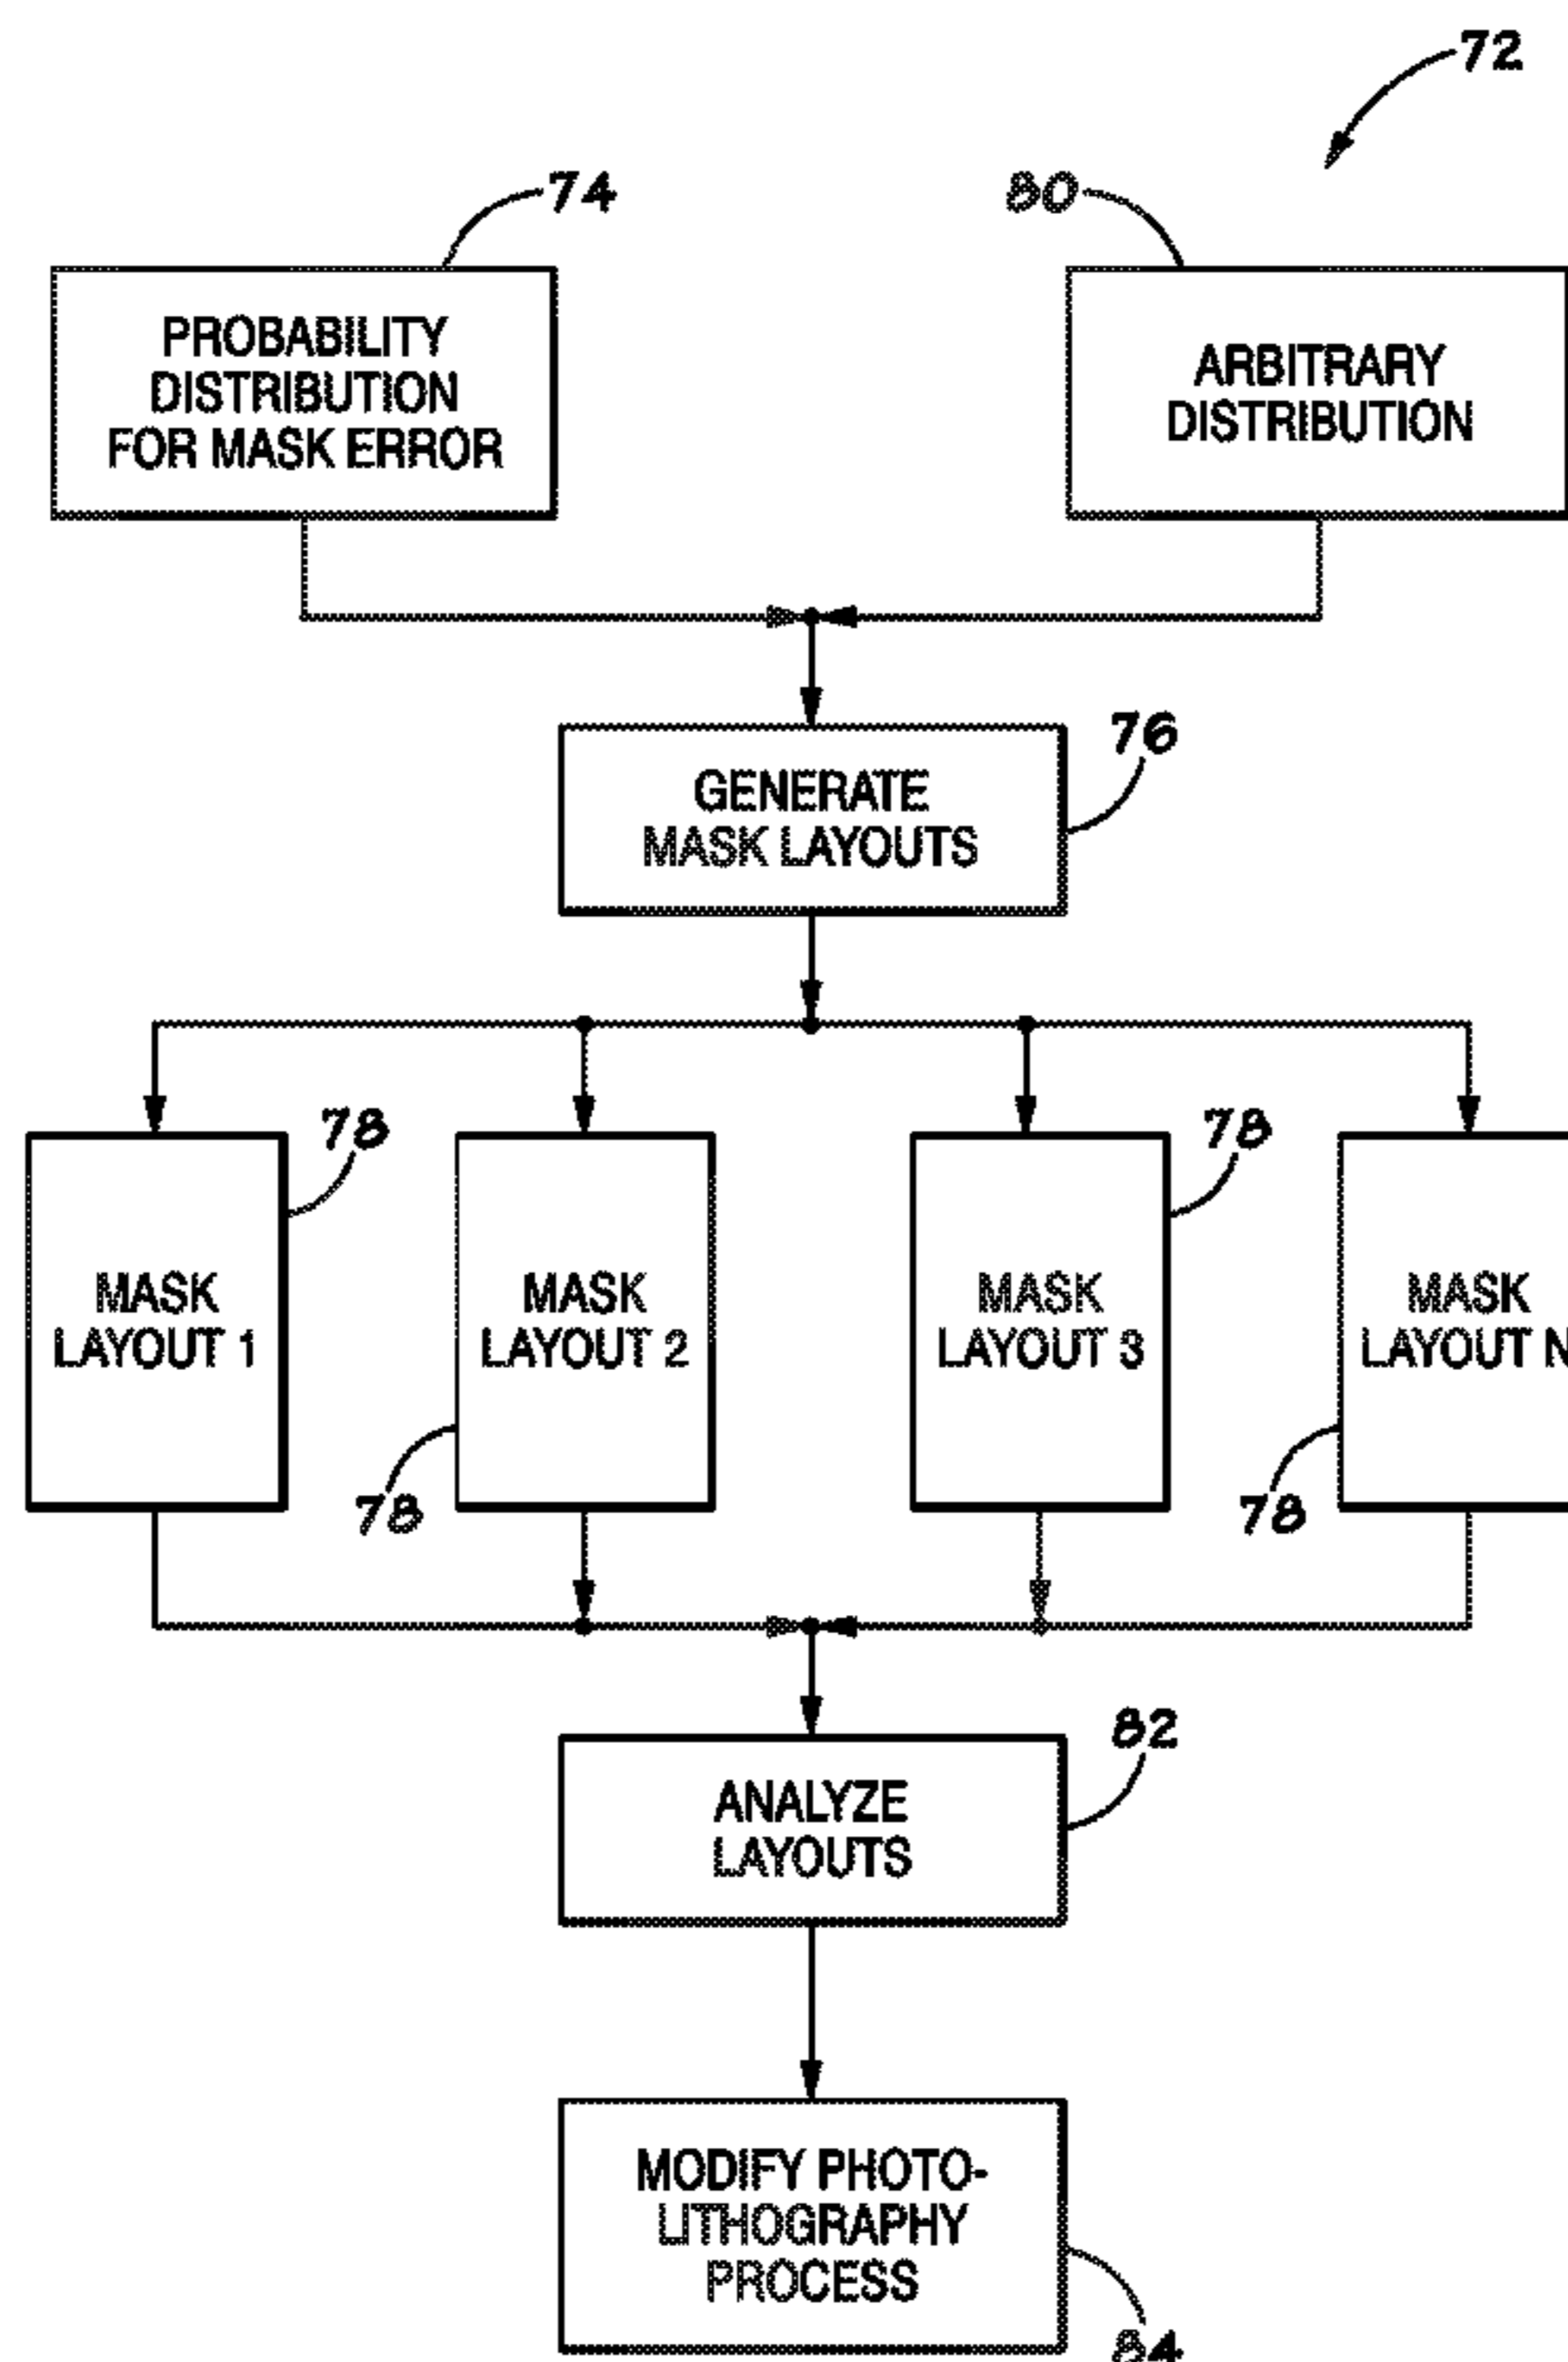 72
74
80
PROBABILITY
DISTRIBUTION
FOR MASK ERROR
ARBITRARY
DISTRIBUTION
76
GENERATE
MASK LAYOUTS
78
78
MASK
LAYOUT 1
MASK
LAYOUT 2
MASK
LAYOUT 3
MASK
LAYOUT N
78
78
82
ANALYZE
LAYOUTS
MODIFY PHOTO-
LITHOGRAPHY
PROCESS
84